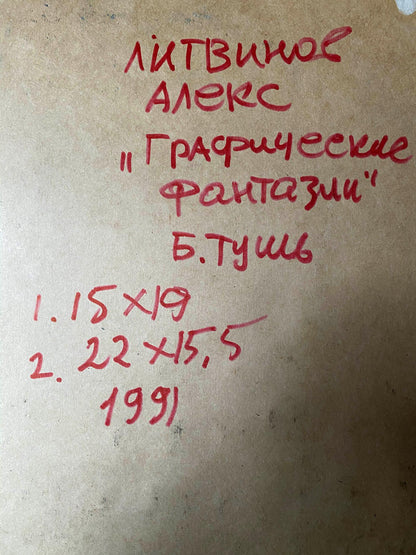 Литвинов
Алекс
„Графические
фантазии"
Б. тушь
1. 15×19
2. 22×15,5
1991